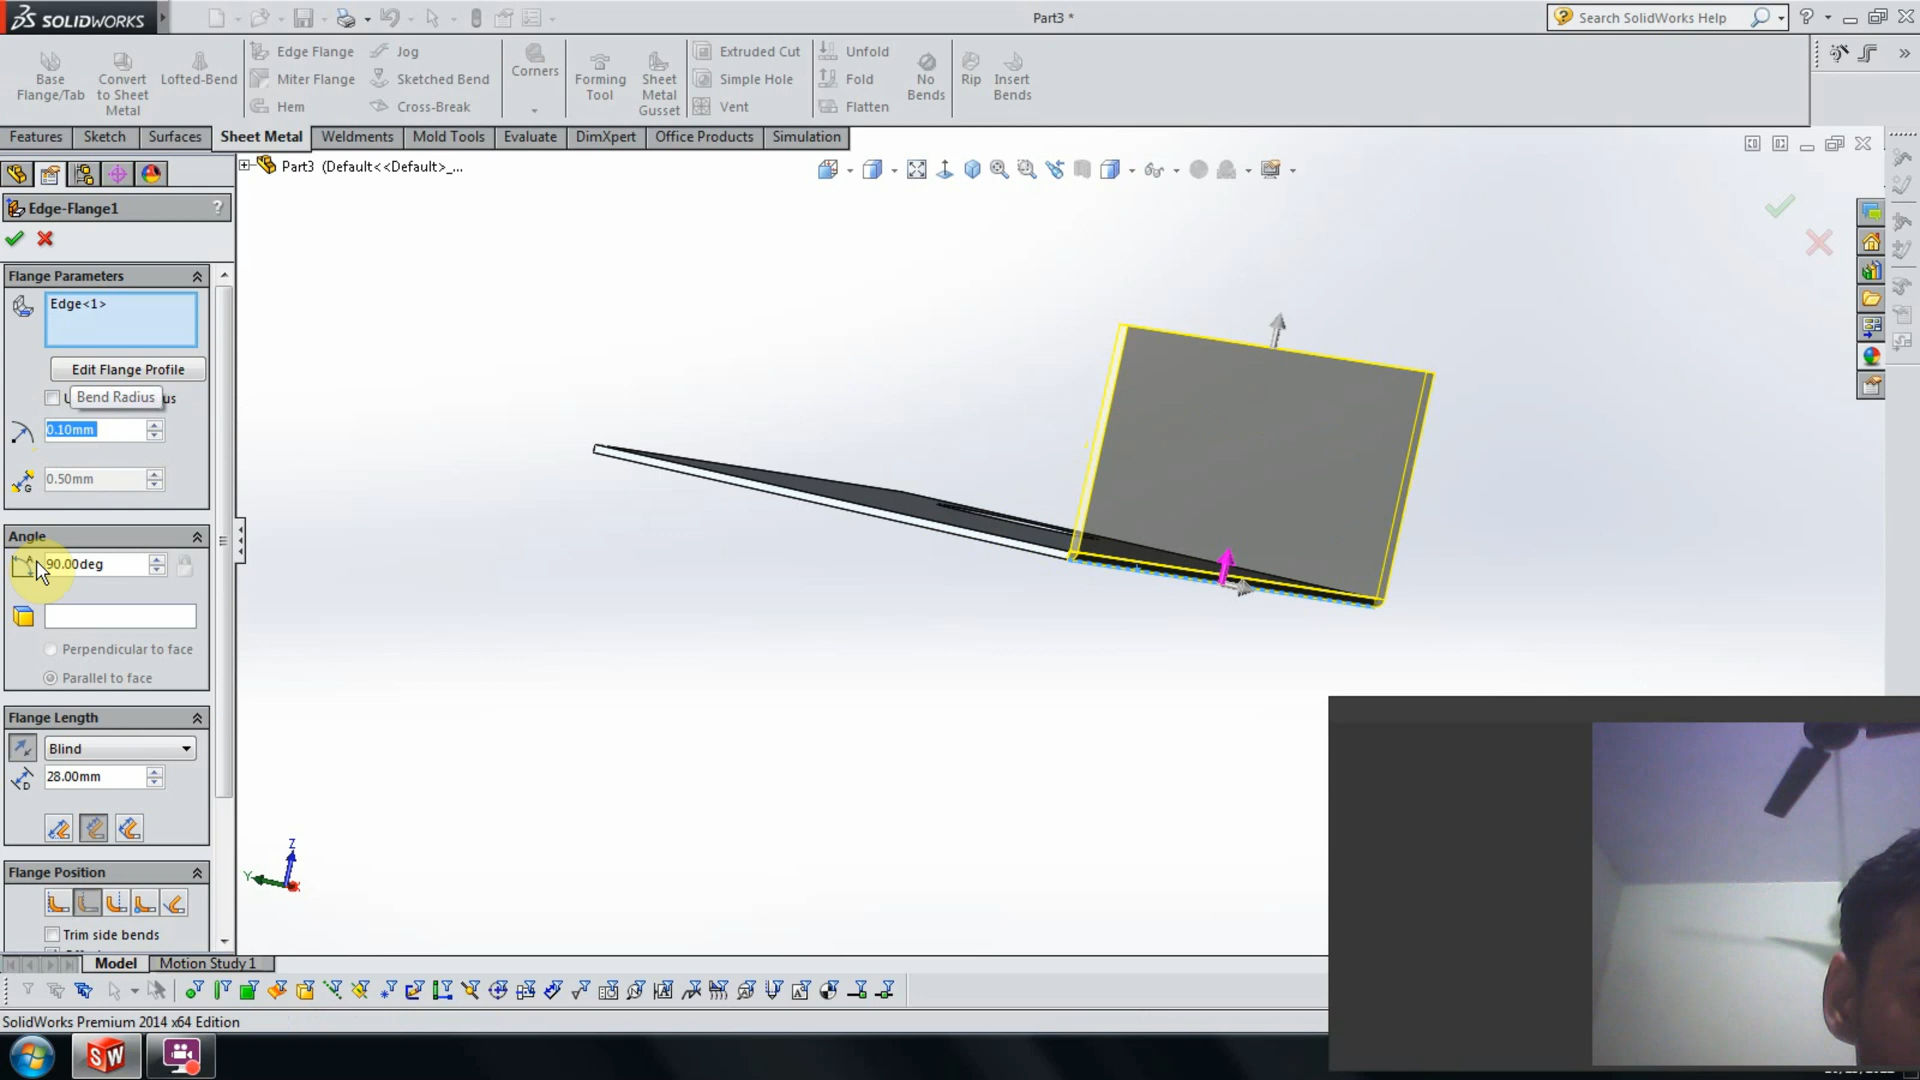 SOLIDWORKS
Part3 *
Search SolidWorks Help
Base Flange/Tab
Convert to Sheet Metal
Lofted-Bend
Edge Flange
Miter Flange
Hem
Jog
Sketched Bend
Cross-Break
Corners
Forming Tool
Sheet Metal Gusset
Extruded Cut
Simple Hole
Vent
Unfold
Fold
Flatten
No Bends
Rip
Insert Bends
Features
Sketch
Surfaces
Sheet Metal
Weldments
Mold Tools
Evaluate
DimXpert
Office Products
Simulation
Part3 (Default<<Default>_...
Edge-Flange1
?
Flange Parameters
Edge<1>
Edit Flange Profile
Bend Radius
0.10mm
0.50mm
Angle
90.00deg
Perpendicular to face
Parallel to face
Flange Length
Blind
28.00mm
Flange Position
Trim side bends
Z
Y
Model
Motion Study 1
SolidWorks Premium 2014 x64 Edition
SW